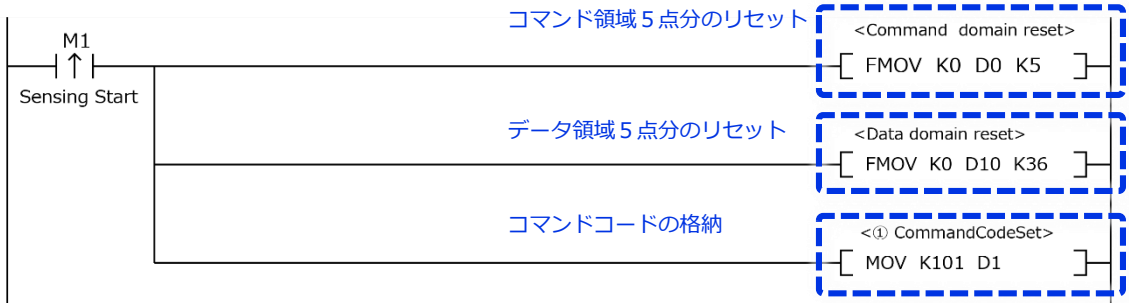 コマンド領域５点分のリセット
<Command domain reset>
M1
FMOV K0 D0 K5
Sensing Start
データ領域５点分のリセット
<Data domain reset>
FMOV K0 D10 K36
コマンドコードの格納
<① CommandCodeSet>
MOV K101 D1